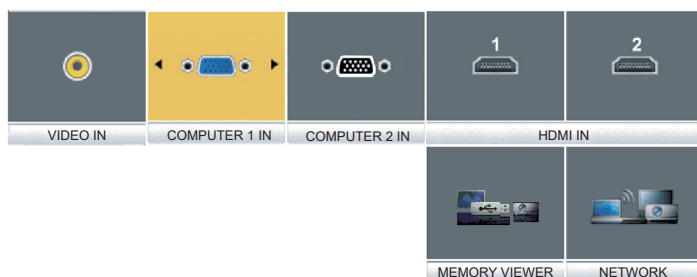 1 2
VIDEO IN COMPUTER 1 IN COMPUTER 2 IN HDMI IN
MEMORY VIEWER NETWORK